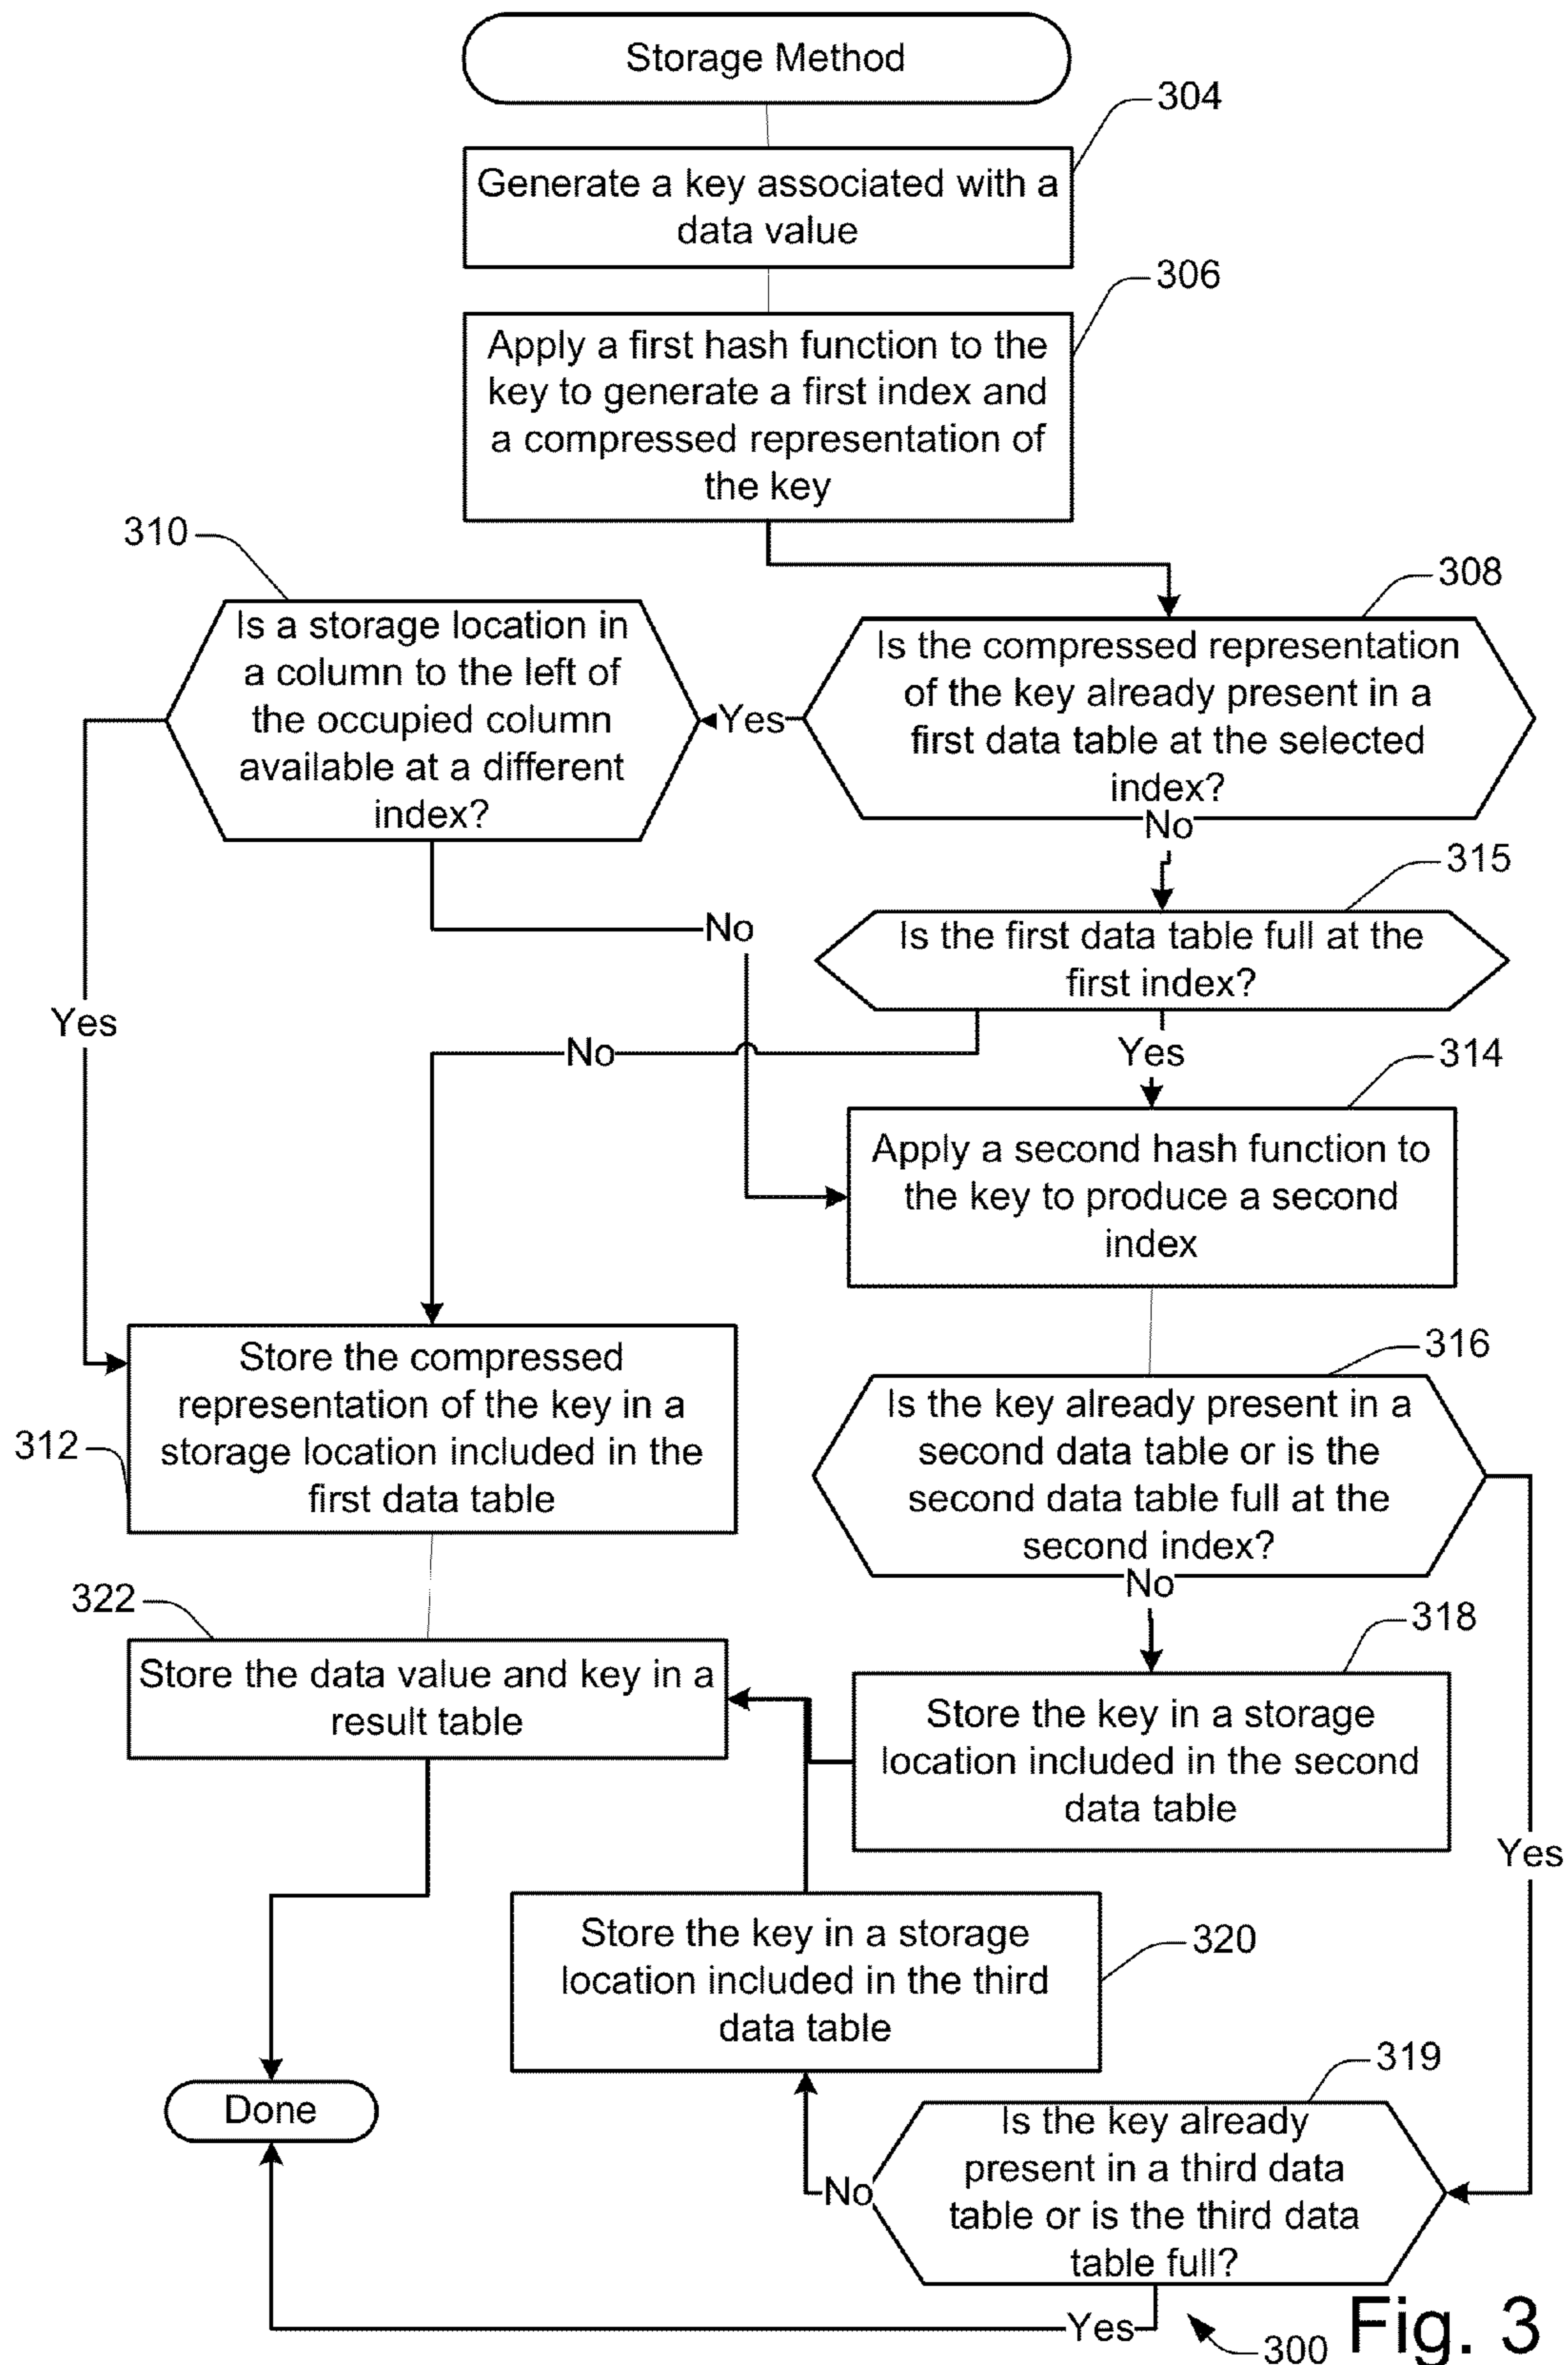 Storage Method
304
Generate a key associated with a
data value
306
Apply a first hash function to the
key to generate a first index and
a compressed representation of
the key
310
Is a storage location in
a column to the left of
the occupied column
available at a different
index?
Yes
308
Is the compressed representation
of the key already present in a
first data table at the selected
index?
No
315
Is the first data table full at the
first index?
No
Yes
No
Yes
314
Apply a second hash function to
the key to produce a second
index
312
Store the compressed
representation of the key in a
storage location included in the
first data table
316
Is the key already present in a
second data table or is the
second data table full at the
second index?
No
322
Store the data value and key in a
result table
318
Store the key in a storage
location included in the second
data table
Yes
Store the key in a storage
location included in the third
data table
320
319
Is the key already
present in a third data
table or is the third data
table full?
No
Done
Yes
300
Fig. 3